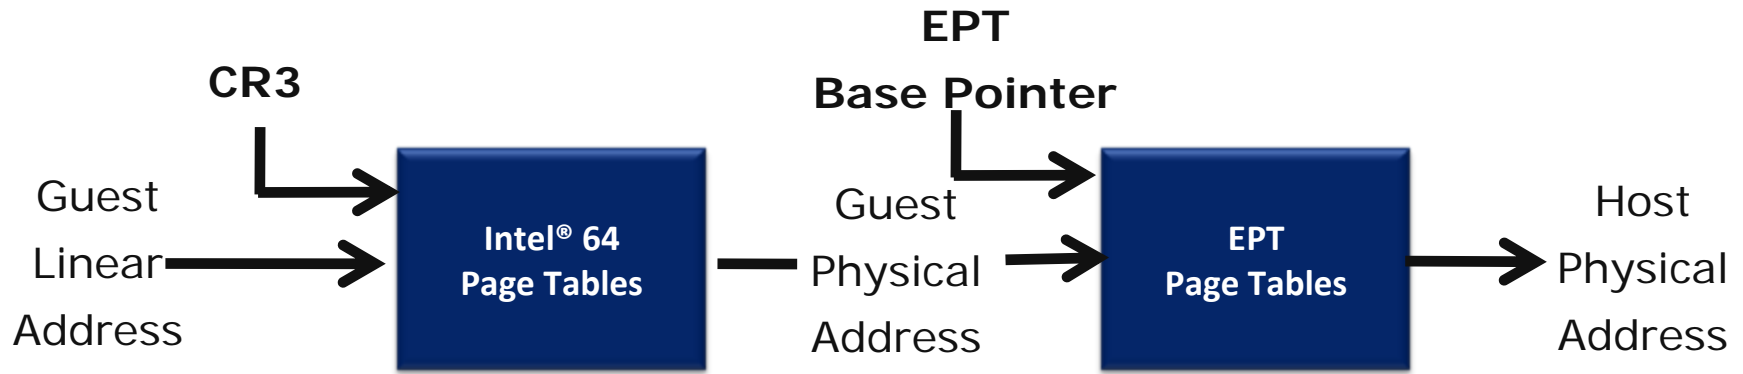 EPT
Base Pointer
CR3
Guest
Linear
Address
Intel® 64
Page Tables
Guest
Physical
Address
EPT
Page Tables
Host
Physical
Address